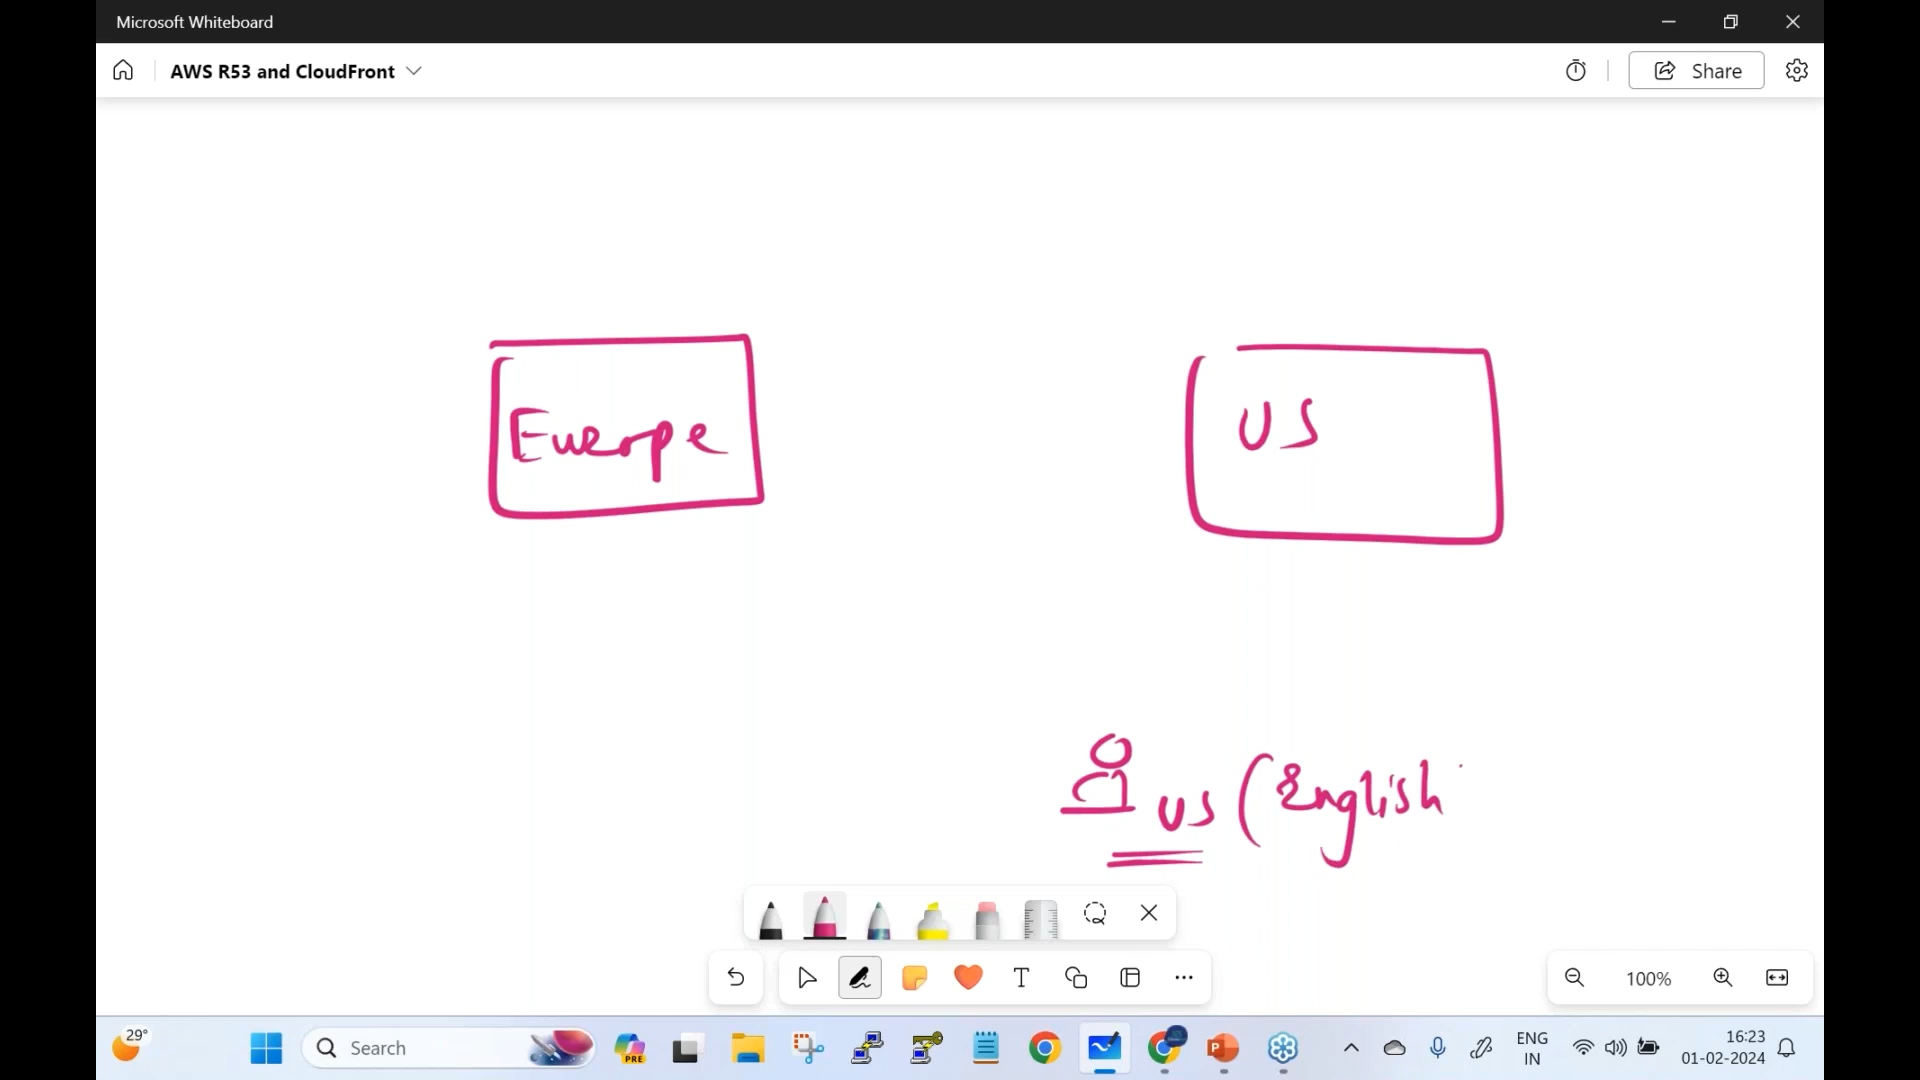 Microsoft Whiteboard
AWS R53 and CloudFront
Share
Europe
US
US (English
T
100%
29°
Search
PRE
ENG
IN
16:23
01-02-2024